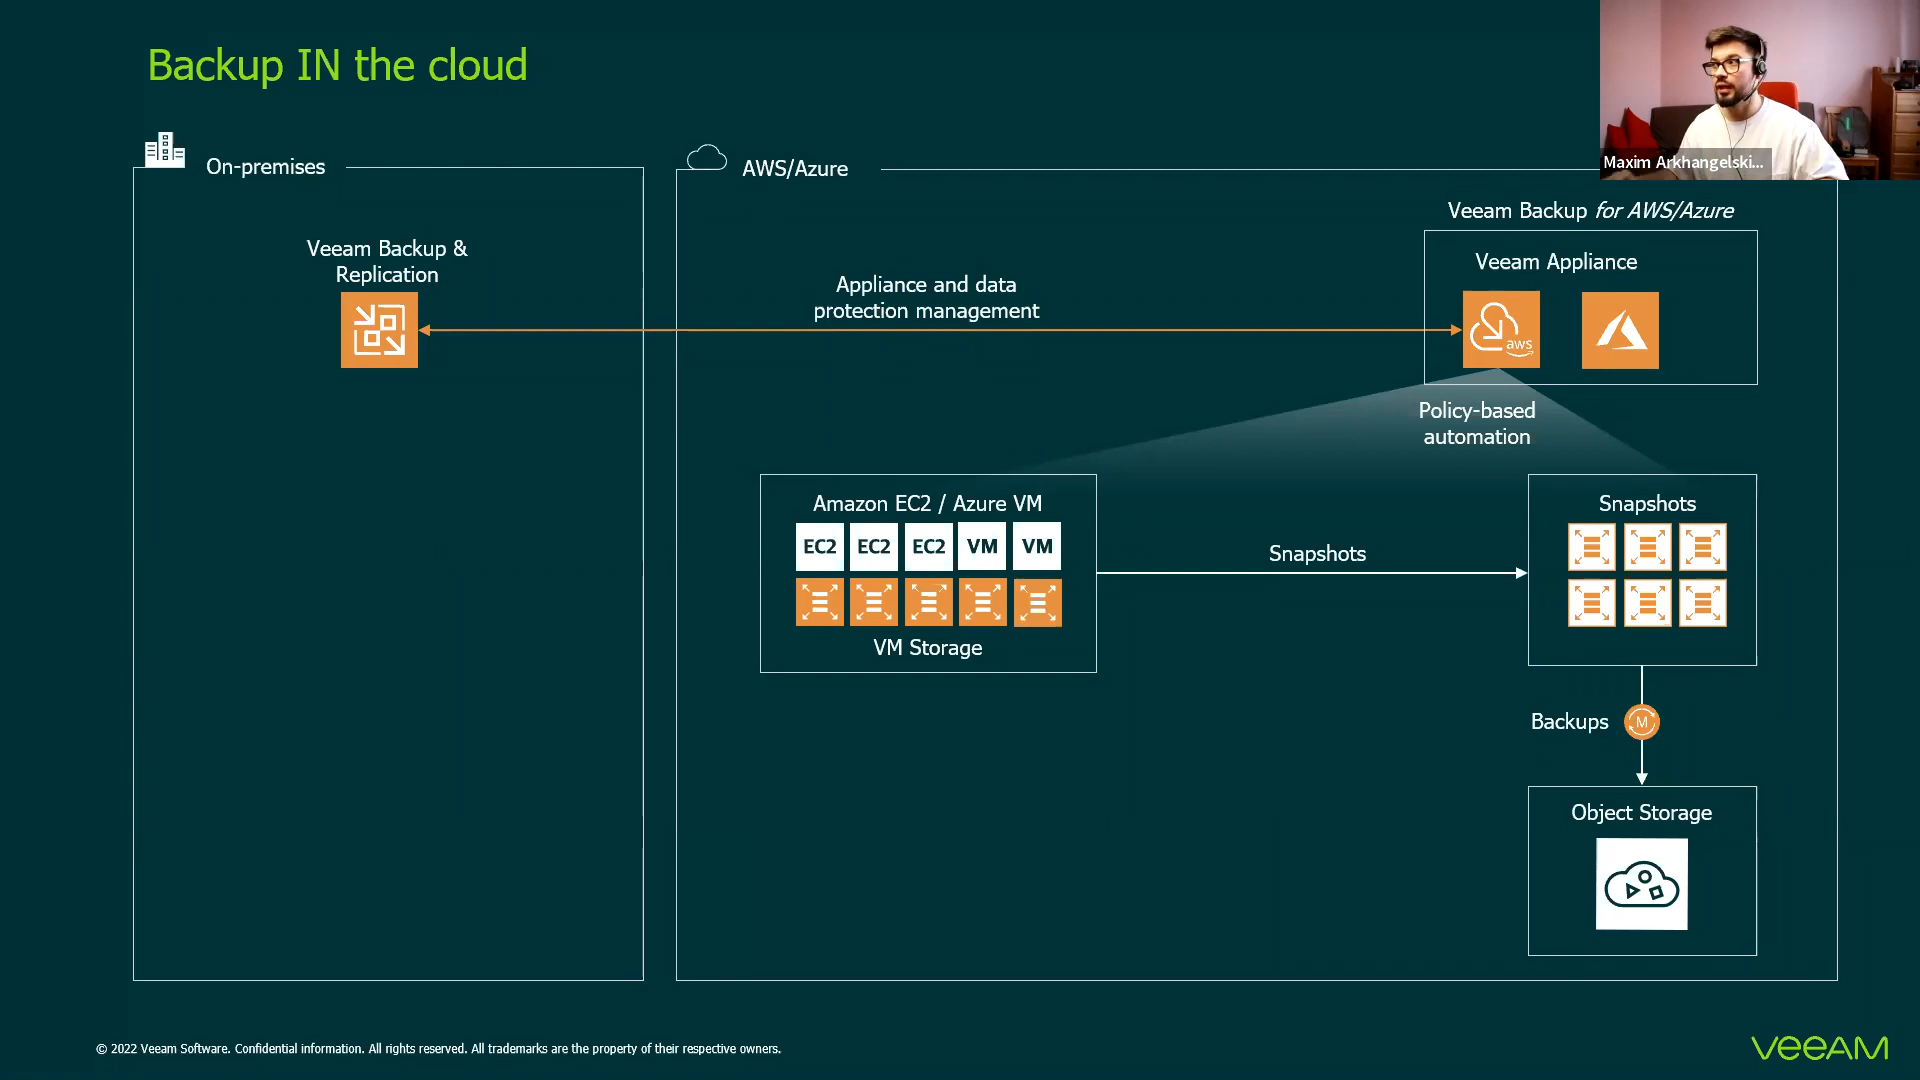 Backup IN the cloud
Maxim Arkhangelski...
On-premises
AWS/Azure
Veeam Backup for AWS/Azure
Veeam Backup &
Replication
Appliance and data
protection management
Veeam Appliance
aws
Policy-based
automation
Amazon EC2 / Azure VM
EC2 EC2 EC2 VM VM
VM Storage
Snapshots
Snapshots
Backups
M
Object Storage
© 2022 Veeam Software. Confidential information. All rights reserved. All trademarks are the property of their respective owners.
veeAM